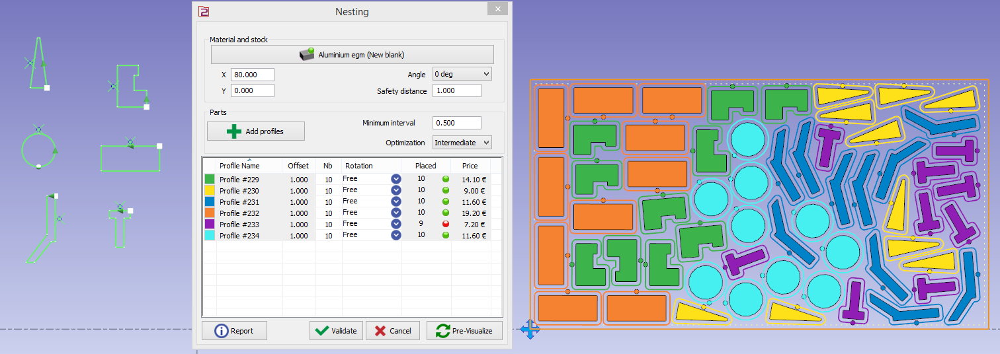 Nesting
Material and stock
Aluminium egm (New blank)
X 80.000 Angle 0 deg
Y 0.000 Safety distance 1.000
Parts
Add profiles Minimum interval 0.500
Optimization Intermediate
Profile Name Offset Nb Rotation Placed Price
Profile #229 1.000 10 Free 10 14.10 €
Profile #230 1.000 10 Free 10 9.00 €
Profile #231 1.000 10 Free 10 11.60 €
Profile #232 1.000 10 Free 10 19.20 €
Profile #233 1.000 10 Free 9 7.20 €
Profile #234 1.000 10 Free 10 11.60 €
Report Validate Cancel Pre-Visualize